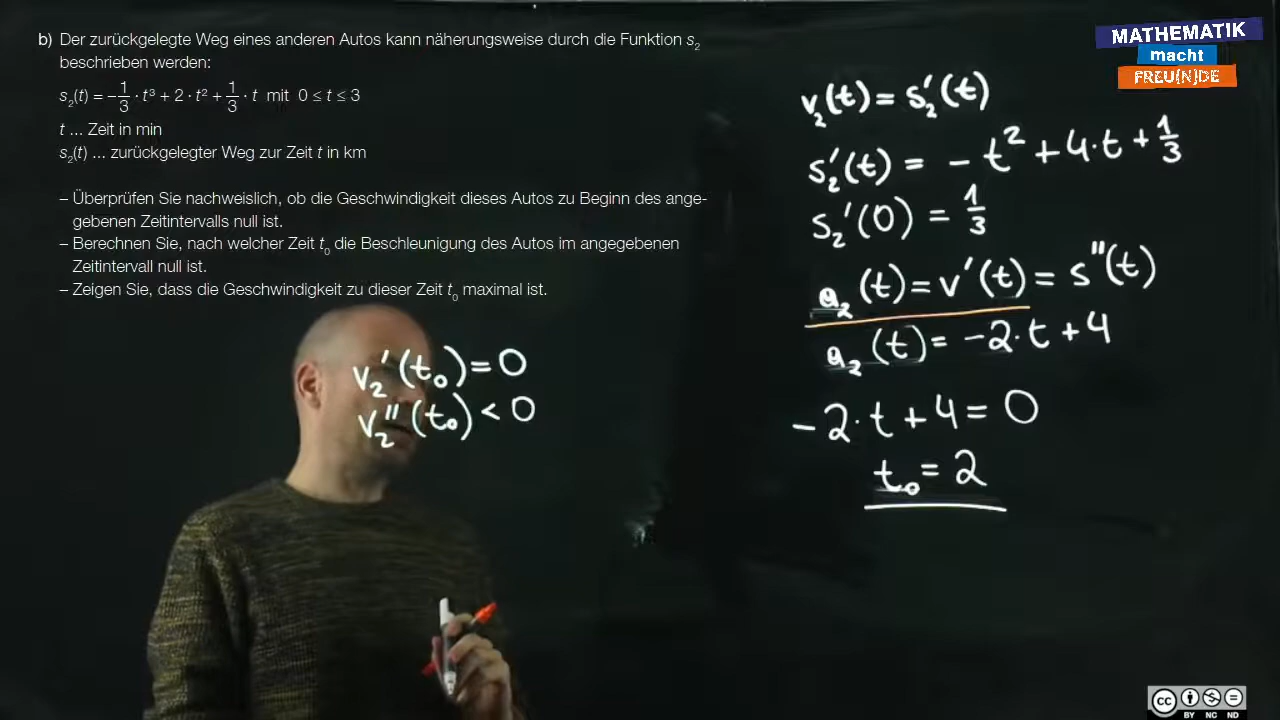 b) Der zurückgelegte Weg eines anderen Autos kann näherungsweise durch die Funktion s₂
beschrieben werden:
s₂(t) = −1/3 · t³ + 2 · t² + 1/3 · t mit 0 ≤ t ≤ 3
t ... Zeit in min
s₂(t) ... zurückgelegter Weg zur Zeit t in km
– Überprüfen Sie nachweislich, ob die Geschwindigkeit dieses Autos zu Beginn des ange-
gebenen Zeitintervalls null ist.
– Berechnen Sie, nach welcher Zeit t₀ die Beschleunigung des Autos im angegebenen
Zeitintervall null ist.
– Zeigen Sie, dass die Geschwindigkeit zu dieser Zeit t₀ maximal ist.
v₂'(t₀) = 0
v₂''(t₀) < 0
MATHEMATIK
macht
FREU(N)DE
v₂(t) = s₂'(t)
s₂'(t) = − t² + 4·t + 1/3
s₂'(0) = 1/3
a₂(t) = v'(t) = s''(t)
a₂(t) = −2·t + 4
−2·t + 4 = 0
t₀ = 2
cc BY NC ND